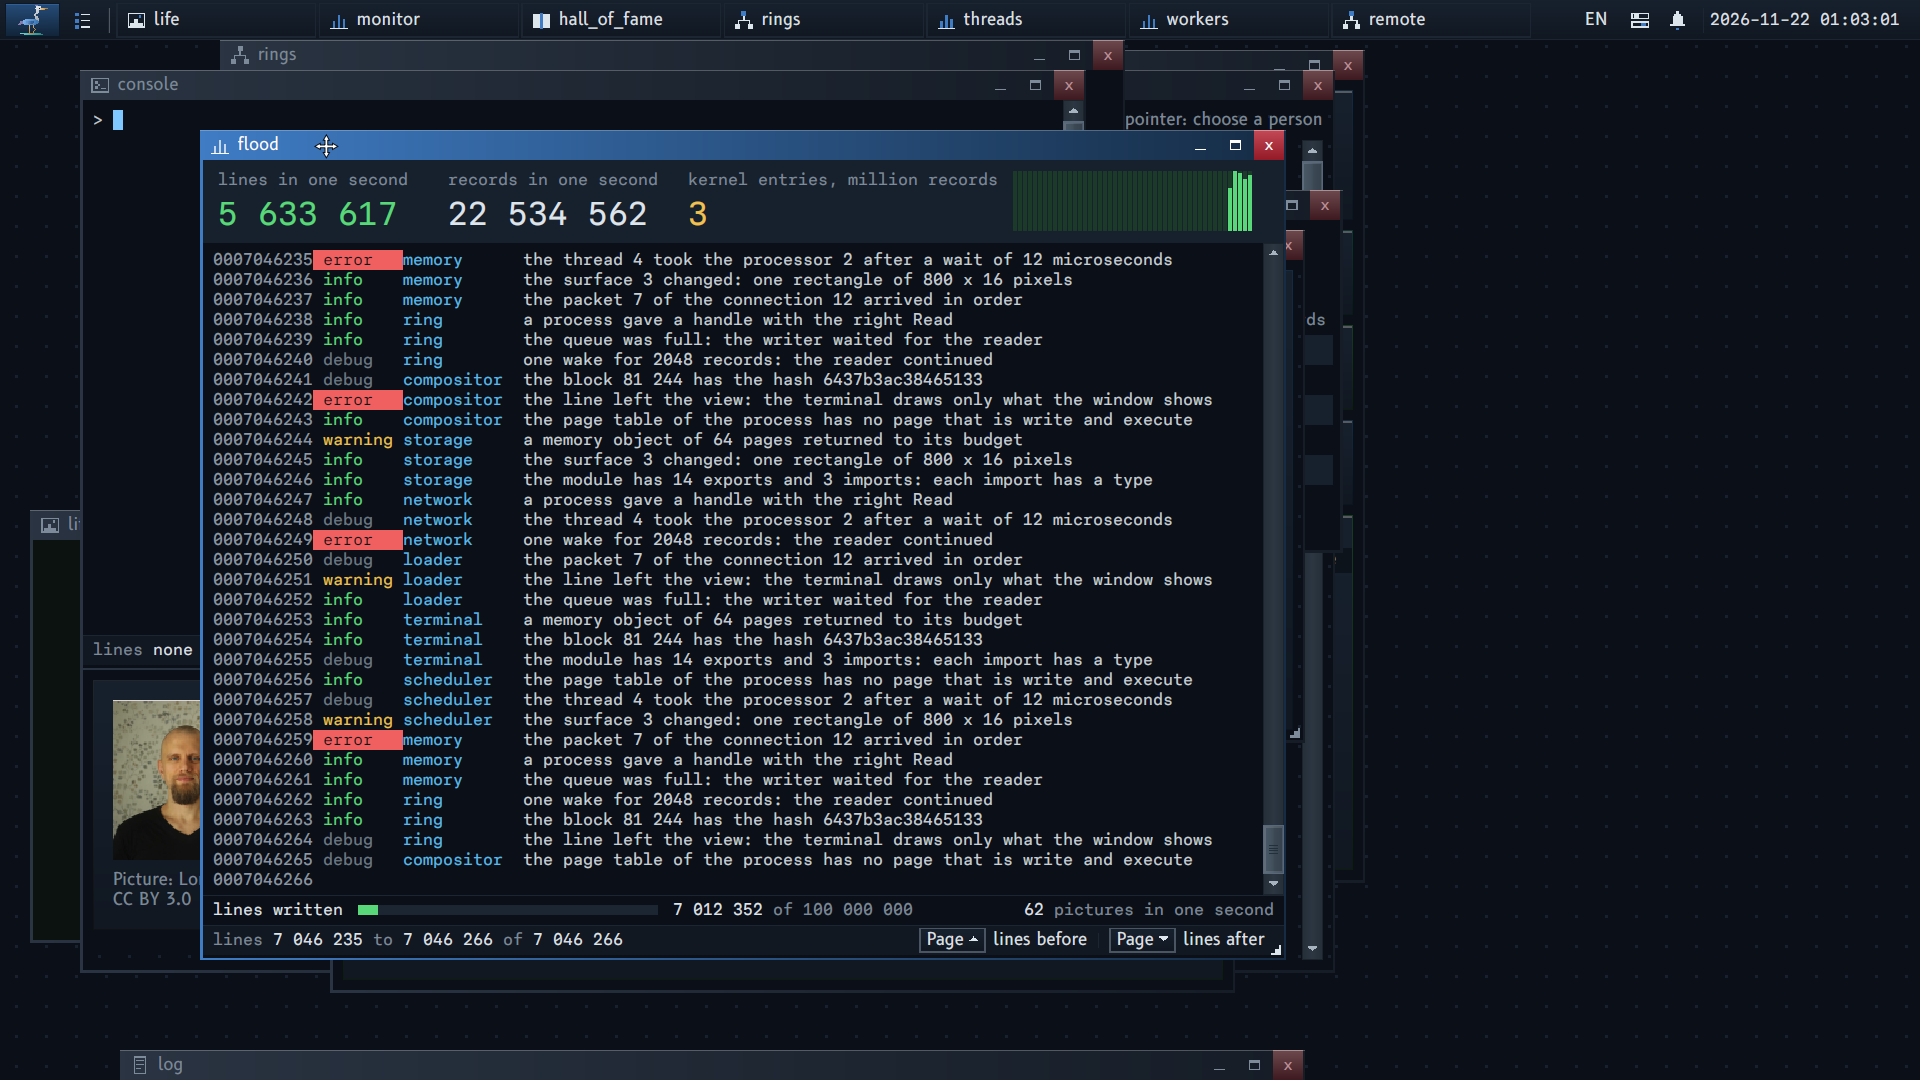 life monitor hall_of_fame rings threads workers remote EN 2026-11-22 01:03:01
rings
console
pointer: choose a person
>
flood
lines in one second records in one second kernel entries, million records
5 633 617 22 534 562 3
0007046235 error memory the thread 4 took the processor 2 after a wait of 12 microseconds
0007046236 info memory the surface 3 changed: one rectangle of 800 x 16 pixels
0007046237 info memory the packet 7 of the connection 12 arrived in order
0007046238 info ring a process gave a handle with the right Read
0007046239 info ring the queue was full: the writer waited for the reader
0007046240 debug ring one wake for 2048 records: the reader continued
0007046241 debug compositor the block 81 244 has the hash 6437b3ac38465133
0007046242 error compositor the line left the view: the terminal draws only what the window shows
0007046243 info compositor the page table of the process has no page that is write and execute
0007046244 warning storage a memory object of 64 pages returned to its budget
0007046245 info storage the surface 3 changed: one rectangle of 800 x 16 pixels
0007046246 info storage the module has 14 exports and 3 imports: each import has a type
0007046247 info network a process gave a handle with the right Read
0007046248 debug network the thread 4 took the processor 2 after a wait of 12 microseconds
0007046249 error network one wake for 2048 records: the reader continued
0007046250 debug loader the packet 7 of the connection 12 arrived in order
0007046251 warning loader the line left the view: the terminal draws only what the window shows
0007046252 info loader the queue was full: the writer waited for the reader
0007046253 info terminal a memory object of 64 pages returned to its budget
0007046254 info terminal the block 81 244 has the hash 6437b3ac38465133
0007046255 debug terminal the module has 14 exports and 3 imports: each import has a type
0007046256 info scheduler the page table of the process has no page that is write and execute
0007046257 debug scheduler the thread 4 took the processor 2 after a wait of 12 microseconds
0007046258 warning scheduler the surface 3 changed: one rectangle of 800 x 16 pixels
0007046259 error memory the packet 7 of the connection 12 arrived in order
0007046260 info memory a process gave a handle with the right Read
0007046261 info memory the queue was full: the writer waited for the reader
0007046262 info ring one wake for 2048 records: the reader continued
0007046263 info ring the block 81 244 has the hash 6437b3ac38465133
0007046264 debug ring the line left the view: the terminal draws only what the window shows
0007046265 debug compositor the page table of the process has no page that is write and execute
0007046266
lines written 7 012 352 of 100 000 000 62 pictures in one second
lines 7 046 235 to 7 046 266 of 7 046 266 Page lines before Page lines after
ds
li
lines none
Picture: Lo
CC BY 3.0
log